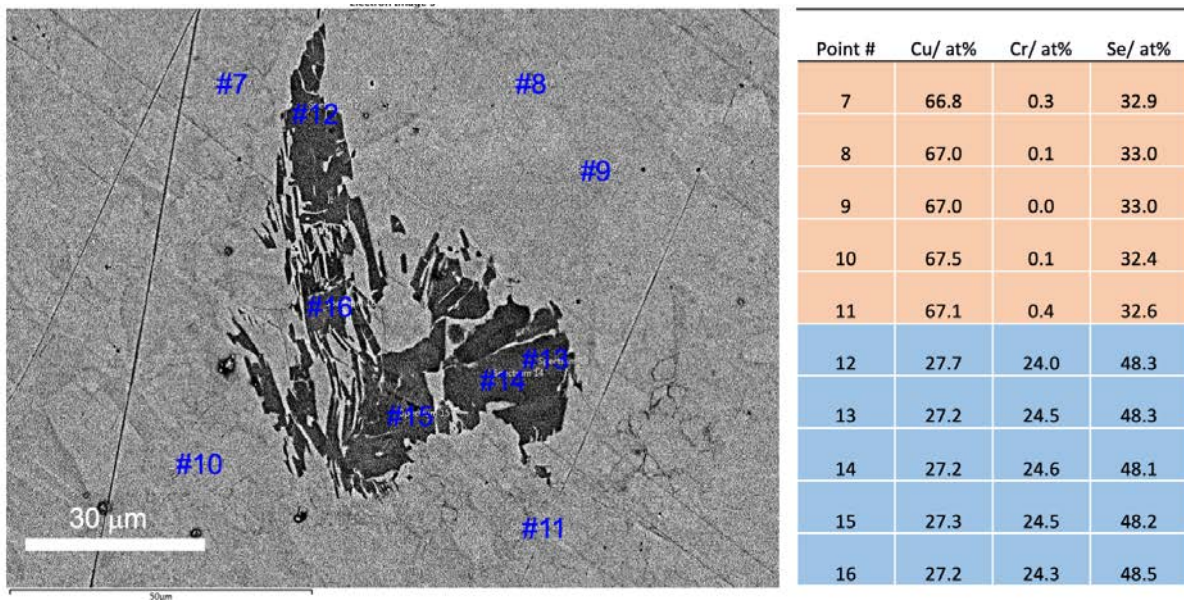 #7
#8
#12
#9
#16
#13
#14
#15
#10
#11
30 μm
50μm
Point # Cu/ at% Cr/ at% Se/ at%
7 66.8 0.3 32.9
8 67.0 0.1 33.0
9 67.0 0.0 33.0
10 67.5 0.1 32.4
11 67.1 0.4 32.6
12 27.7 24.0 48.3
13 27.2 24.5 48.3
14 27.2 24.6 48.1
15 27.3 24.5 48.2
16 27.2 24.3 48.5